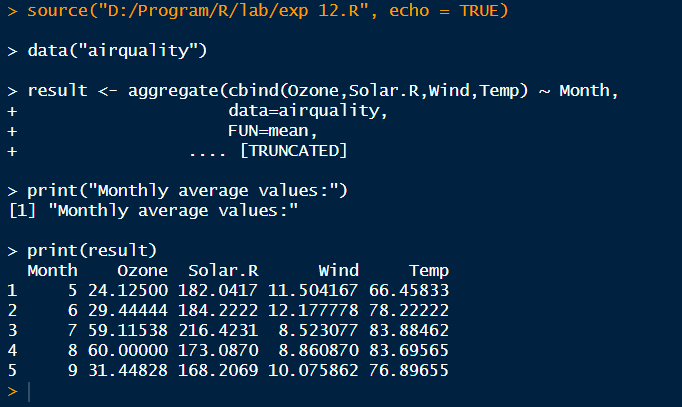 > source("D:/Program/R/lab/exp 12.R", echo = TRUE)
> data("airquality")
> result <- aggregate(cbind(Ozone,Solar.R,Wind,Temp) ~ Month,
+                     data=airquality,
+                     FUN=mean,
+                 .... [TRUNCATED]
> print("Monthly average values:")
[1] "Monthly average values:"
> print(result)
  Month    Ozone  Solar.R      Wind     Temp
1     5 24.12500 182.0417 11.504167 66.45833
2     6 29.44444 184.2222 12.177778 78.22222
3     7 59.11538 216.4231  8.523077 83.88462
4     8 60.00000 173.0870  8.860870 83.69565
5     9 31.44828 168.2069 10.075862 76.89655
>